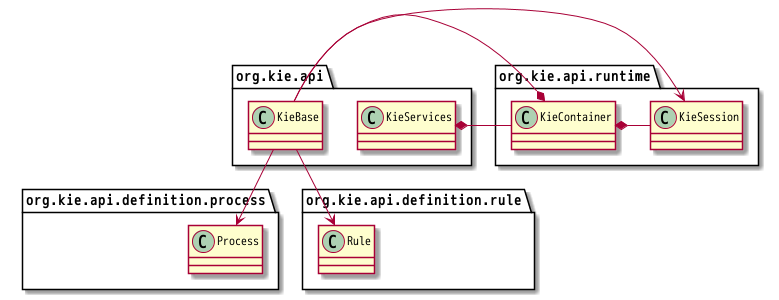 org.kie.api
org.kie.api.runtime
C KieBase
C KieServices
C KieContainer
C KieSession
org.kie.api.definition.process
org.kie.api.definition.rule
C Process
C Rule